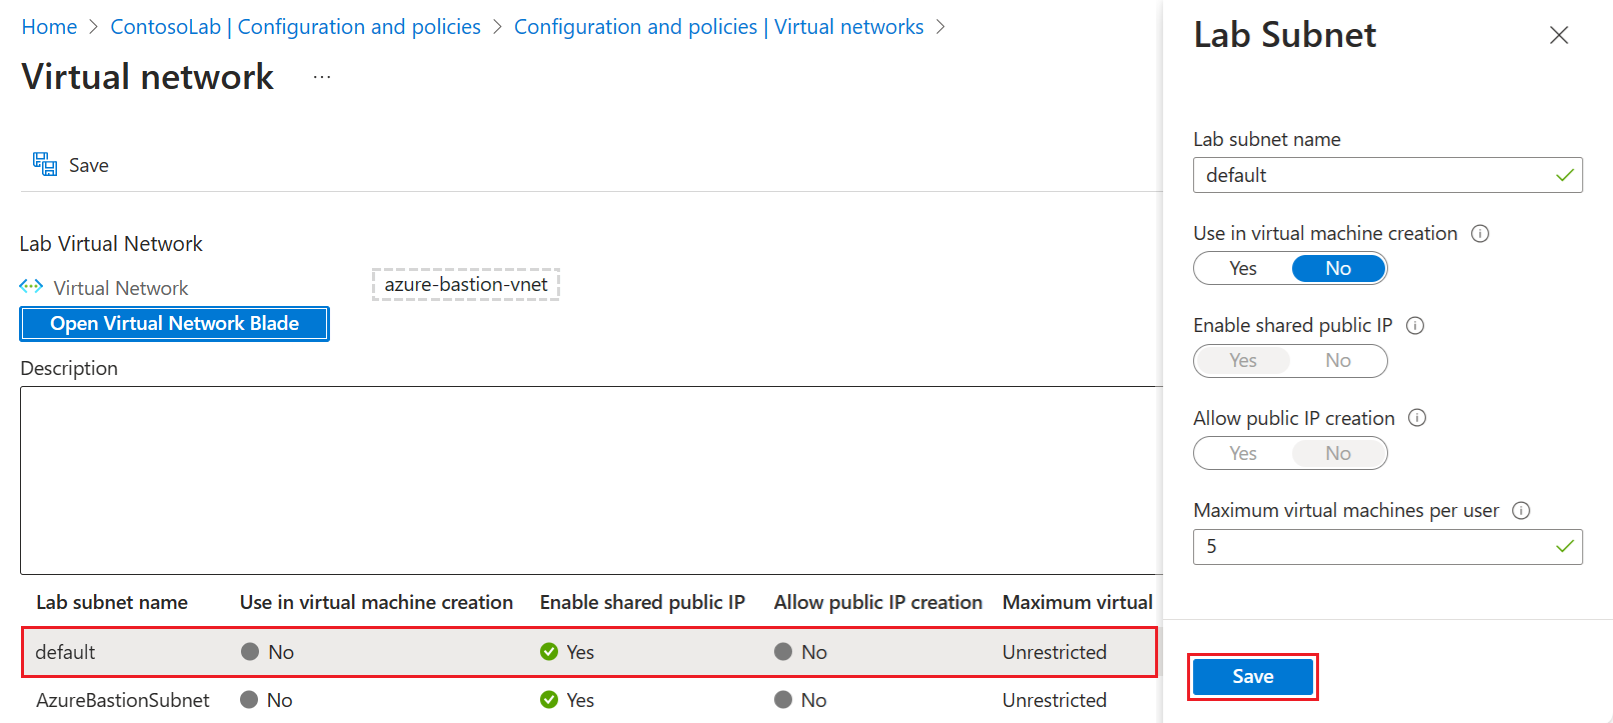 Home > ContosoLab | Configuration and policies > Configuration and policies | Virtual networks >
Virtual network ...
Save
Lab Virtual Network
Virtual Network
azure-bastion-vnet
Open Virtual Network Blade
Description
Lab subnet name Use in virtual machine creation Enable shared public IP Allow public IP creation Maximum virtual
default No Yes No Unrestricted
AzureBastionSubnet No Yes No Unrestricted
Lab Subnet
Lab subnet name
default
Use in virtual machine creation
Yes No
Enable shared public IP
Yes No
Allow public IP creation
Yes No
Maximum virtual machines per user
5
Save